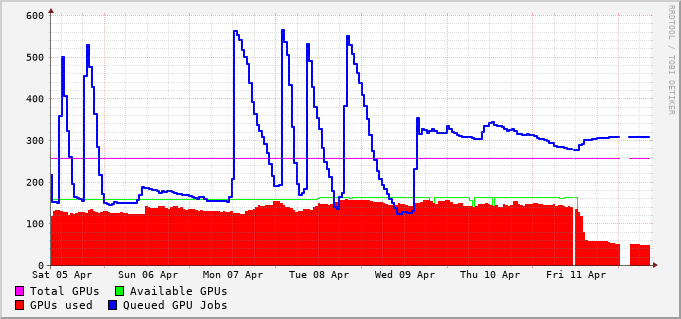 600
500
400
300
200
100
0
Sat 05 Apr Sun 06 Apr Mon 07 Apr Tue 08 Apr Wed 09 Apr Thu 10 Apr Fri 11 Apr
Total GPUs Available GPUs
GPUs used Queued GPU Jobs
RRDTOOL / TOBI OETIKER